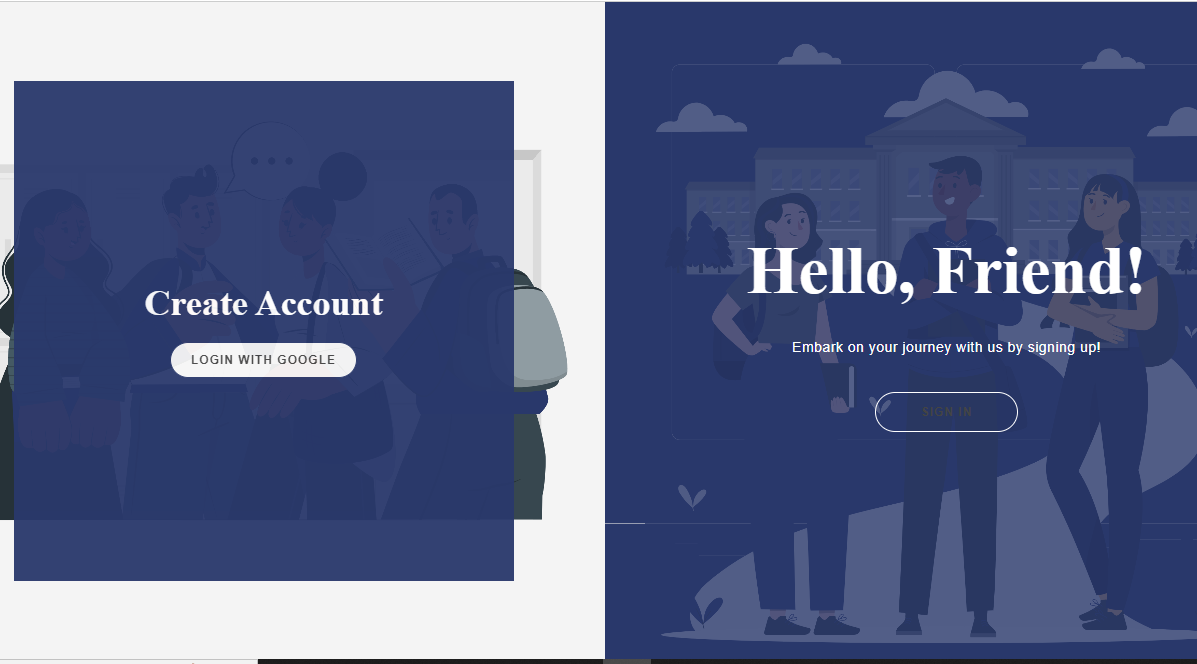 Create Account
LOGIN WITH GOOGLE
Hello, Friend!
Embark on your journey with us by signing up!
SIGN IN